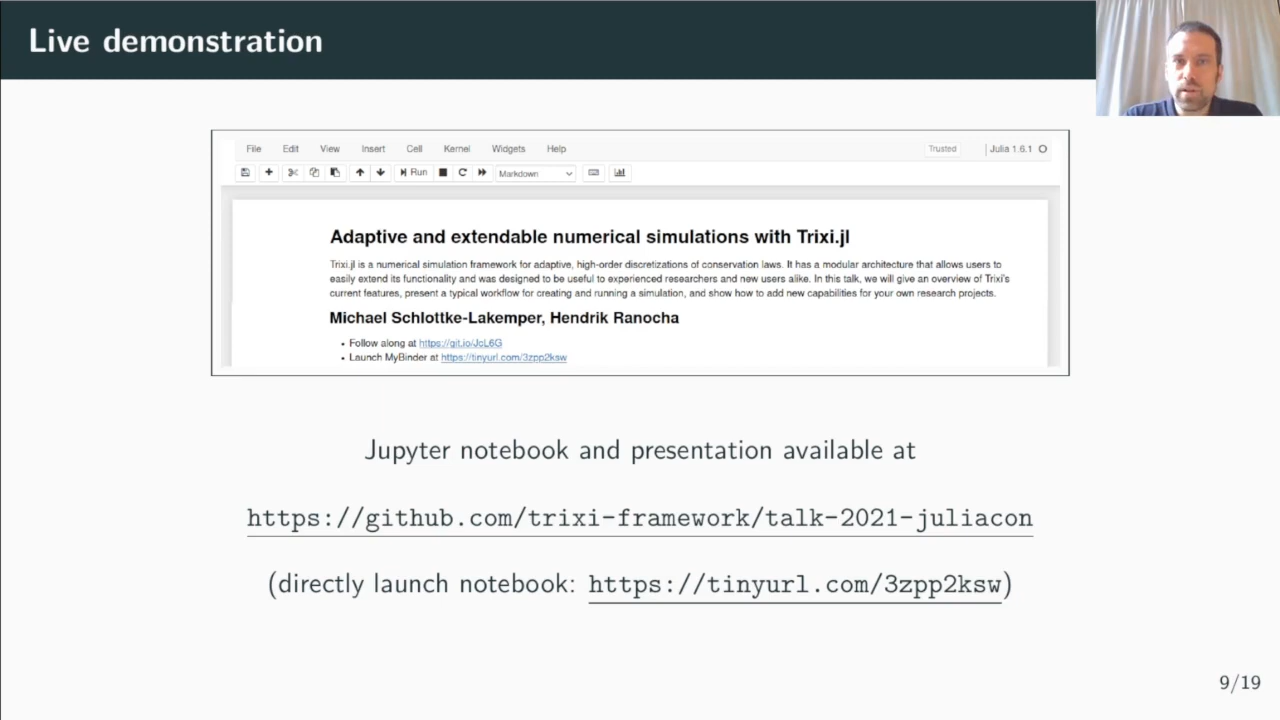 Live demonstration
File Edit View Insert Cell Kernel Widgets Help Trusted Julia 1.6.1
Run Markdown
Adaptive and extendable numerical simulations with Trixi.jl
Trixi.jl is a numerical simulation framework for adaptive, high-order discretizations of conservation laws. It has a modular architecture that allows users to
easily extend its functionality and was designed to be useful to experienced researchers and new users alike. In this talk, we will give an overview of Trixi's
current features, present a typical workflow for creating and running a simulation, and show how to add new capabilities for your own research projects.
Michael Schlottke-Lakemper, Hendrik Ranocha
• Follow along at https://git.io/JcL6G
• Launch MyBinder at https://tinyurl.com/3zpp2ksw
Jupyter notebook and presentation available at
https://github.com/trixi-framework/talk-2021-juliacon
(directly launch notebook: https://tinyurl.com/3zpp2ksw)
9/19